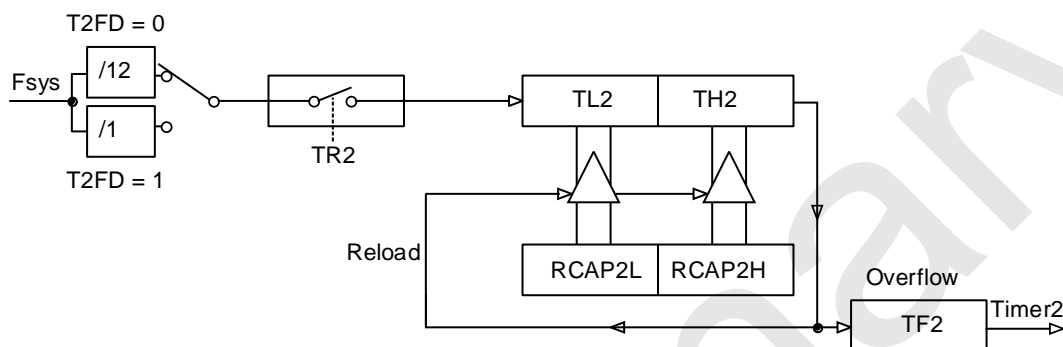 T2FD = 0
Fsys
/12
/1
T2FD = 1
TR2
TL2
TH2
Reload
RCAP2L
RCAP2H
Overflow
TF2
Timer2